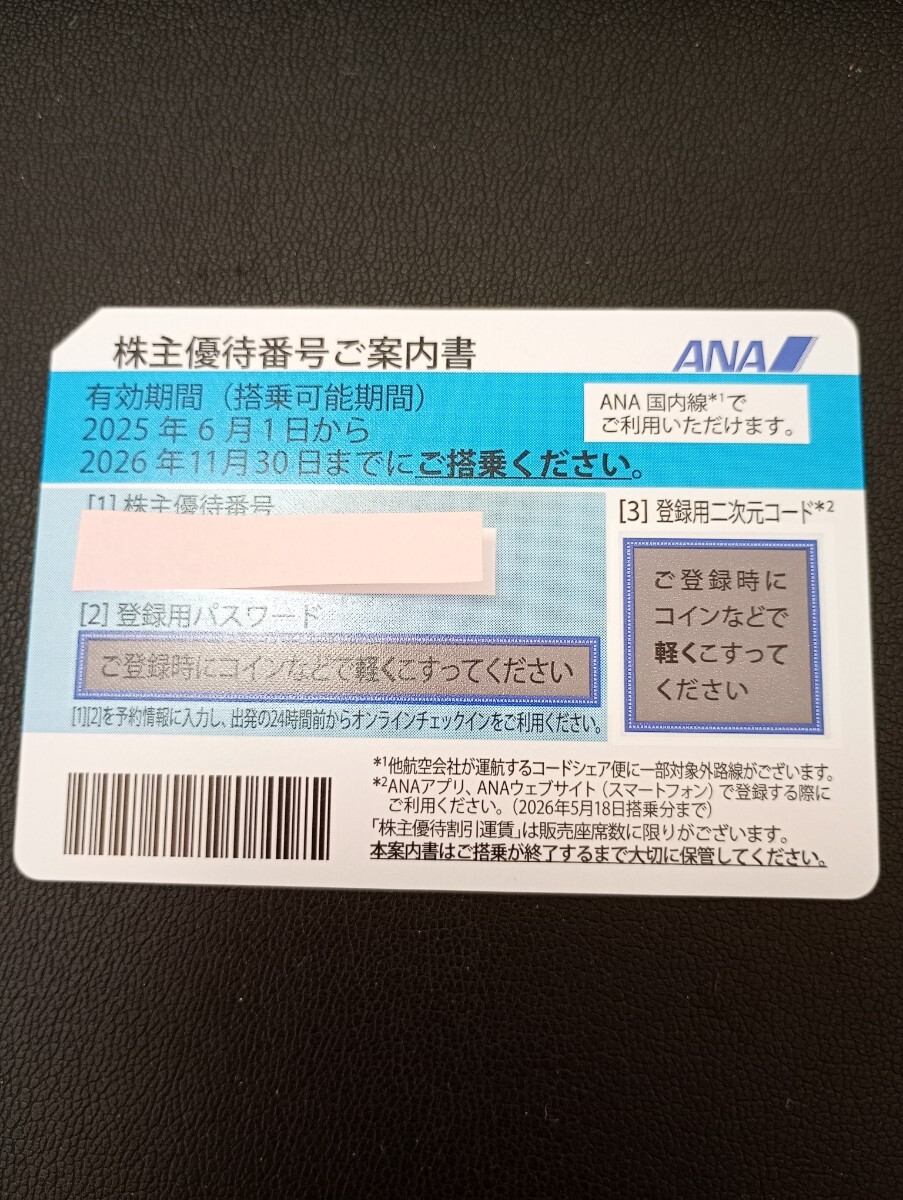 株主優待番号ご案内書
ANA
有効期間（搭乗可能期間）
2025 年 6 月 1 日から
2026 年11月30 日までにご搭乗ください。
ANA 国内線*1で
ご利用いただけます。
[1] 株主優待番号
[2] 登録用パスワード
ご登録時にコインなどで軽くこすってください
[1][2]を予約情報に入力し、出発の24時間前からオンラインチェックインをご利用ください。
[3] 登録用二次元コード*2
ご登録時に
コインなどで
軽くこすって
ください
*1他航空会社が運航するコードシェア便に一部対象外路線がございます。
*2ANAアプリ、ANAウェブサイト（スマートフォン）で登録する際に
ご利用ください。（2026年5月18日搭乗分まで）
「株主優待割引運賃」は販売座席数に限りがございます。
本案内書はご搭乗が終了するまで大切に保管してください。